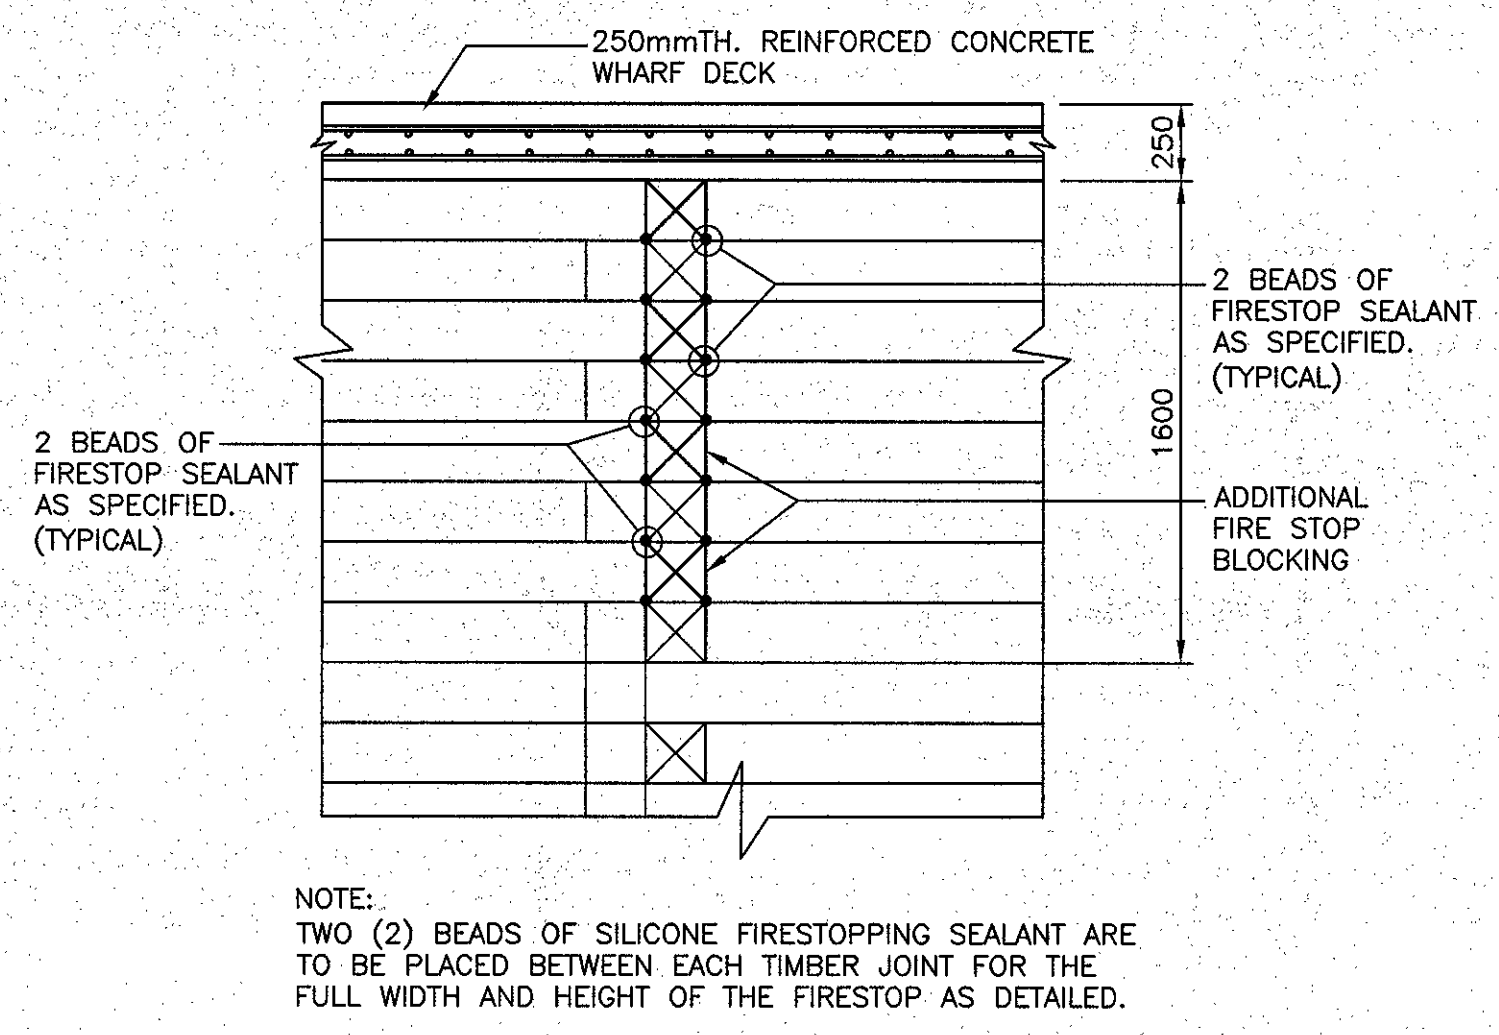 250mmTH. REINFORCED CONCRETE
WHARF DECK
250
2 BEADS OF
FIRESTOP SEALANT
AS SPECIFIED.
(TYPICAL)
1600
2 BEADS OF
FIRESTOP SEALANT
AS SPECIFIED.
(TYPICAL)
ADDITIONAL
FIRE STOP
BLOCKING
NOTE:
TWO (2) BEADS OF SILICONE FIRESTOPPING SEALANT ARE
TO BE PLACED BETWEEN EACH TIMBER JOINT FOR THE
FULL WIDTH AND HEIGHT OF THE FIRESTOP AS DETAILED.